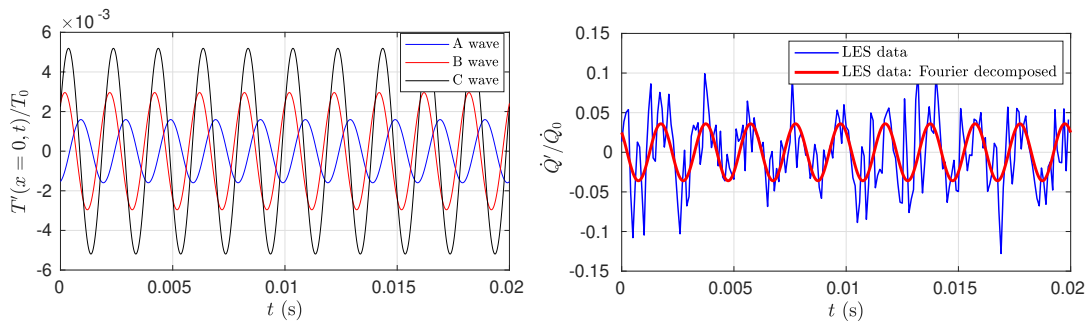 ×10⁻³
6
4
2
0
-2
-4
-6
T′(x = 0, t)/T₀
A wave
B wave
C wave
0
0.005
0.01
0.015
0.02
t (s)
0.15
0.1
0.05
0
-0.05
-0.1
-0.15
Q̇′/Q̇₀
LES data
LES data: Fourier decomposed
0
0.005
0.01
0.015
0.02
t (s)